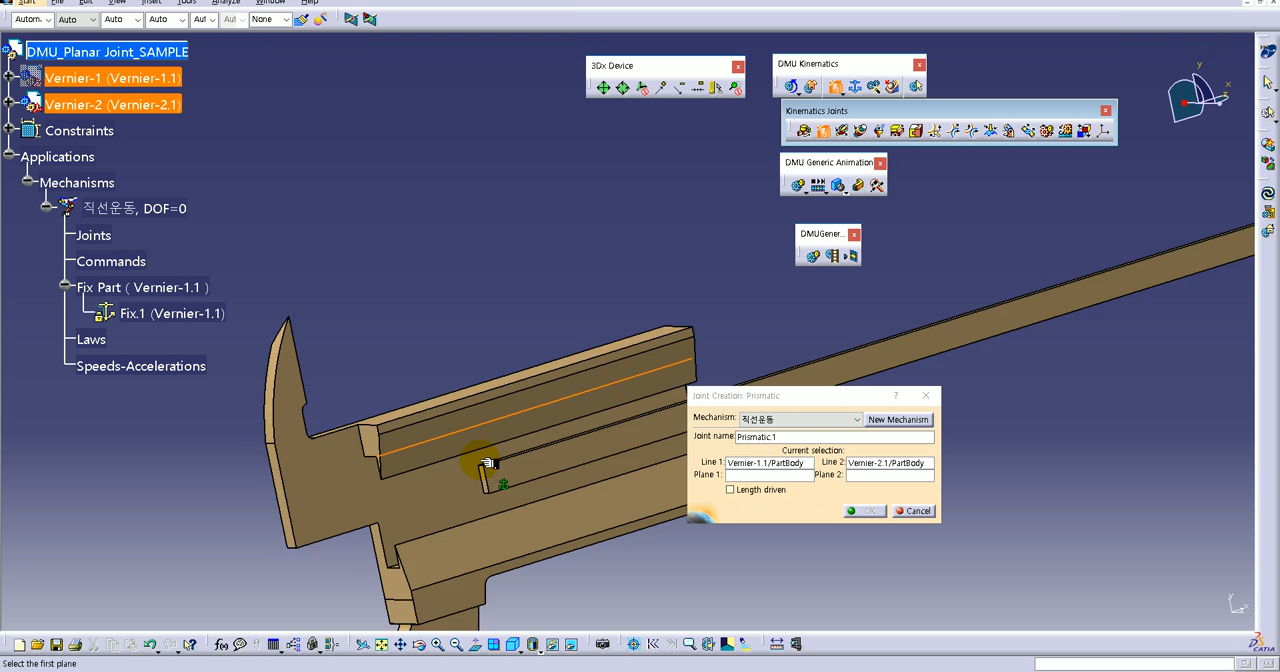 Start File Edit View Insert Tools Analyze Window Help
Autom Auto Auto Auto Aut Au None
DMU_Planar Joint_SAMPLE
Vernier-1 (Vernier-1.1)
Vernier-2 (Vernier-2.1)
Constraints
Applications
Mechanisms
직선운동, DOF=0
Joints
Commands
Fix Part ( Vernier-1.1 )
Fix.1 (Vernier-1.1)
Laws
Speeds-Accelerations
3Dx Device
DMU Kinematics
Kinematics Joints
DMU Generic Animation
DMUGener...
y
z
Joint Creation: Prismatic
Mechanism: 직선운동 New Mechanism
Joint name: Prismatic.1
Current selection:
Line 1: Vernier-1.1/PartBody Line 2: Vernier-2.1/PartBody
Plane 1: Plane 2:
Length driven
OK Cancel
Select the first plane
CATIA